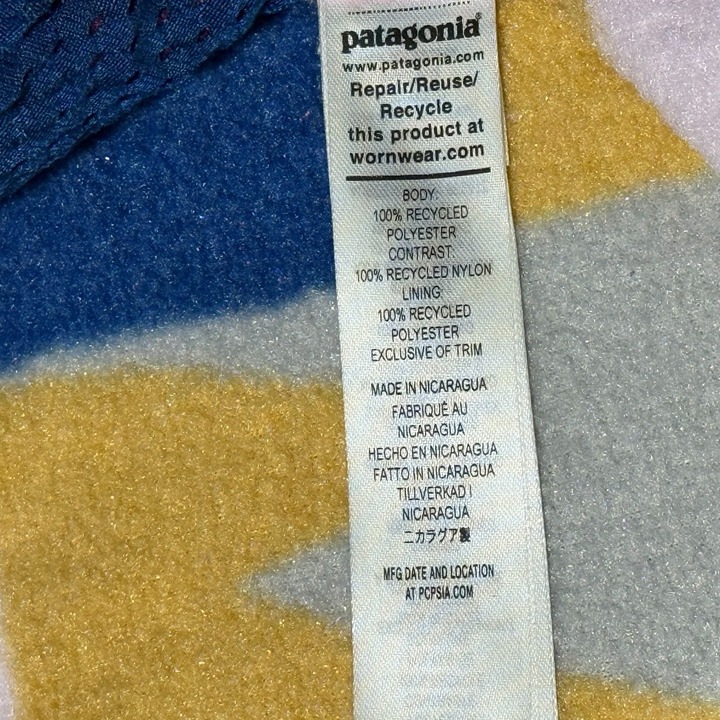 patagonia®
www.patagonia.com
Repair/Reuse/
Recycle
this product at
wornwear.com
BODY:
100% RECYCLED
POLYESTER
CONTRAST:
100% RECYCLED NYLON
LINING:
100% RECYCLED
POLYESTER
EXCLUSIVE OF TRIM
MADE IN NICARAGUA
FABRIQUÉ AU
NICARAGUA
HECHO EN NICARAGUA
FATTO IN NICARAGUA
TILLVERKAD I
NICARAGUA
ニカラグア製
MFG DATE AND LOCATION
AT PCPSIA.COM